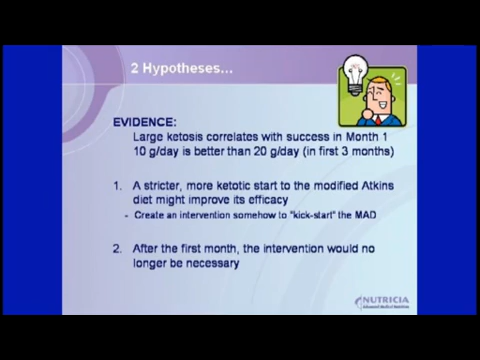 2 Hypotheses...
EVIDENCE:
Large ketosis correlates with success in Month 1
10 g/day is better than 20 g/day (in first 3 months)
1. A stricter, more ketotic start to the modified Atkins
diet might improve its efficacy
- Create an intervention somehow to "kick-start" the MAD
2. After the first month, the intervention would no
longer be necessary
NUTRICIA
Advanced Medical Nutrition